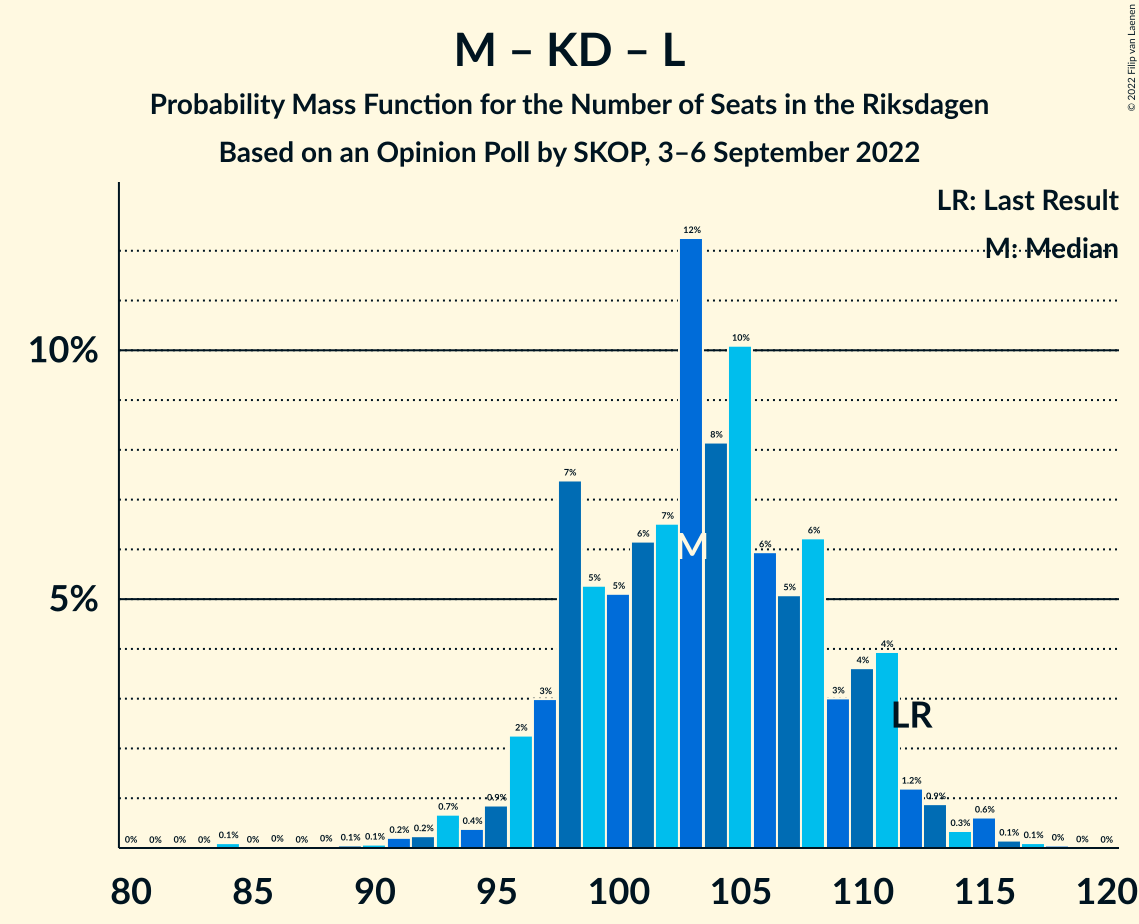 © 2022 Filip van Laenen
M – KD – L
Probability Mass Function for the Number of Seats in the Riksdagen
Based on an Opinion Poll by SKOP, 3–6 September 2022
LR: Last Result
M: Median
10%
5%
0% 0% 0% 0% 0.1% 0% 0% 0% 0% 0.1% 0.1% 0.2% 0.2% 0.7% 0.4% 0.9% 2% 3% 7% 5% 5% 6% 7% 12% 8% 10% 6% 5% 6% 3% 4% 4% 1.2% 0.9% 0.3% 0.6% 0.1% 0.1% 0% 0% 0%
M
LR
80 85 90 95 100 105 110 115 120